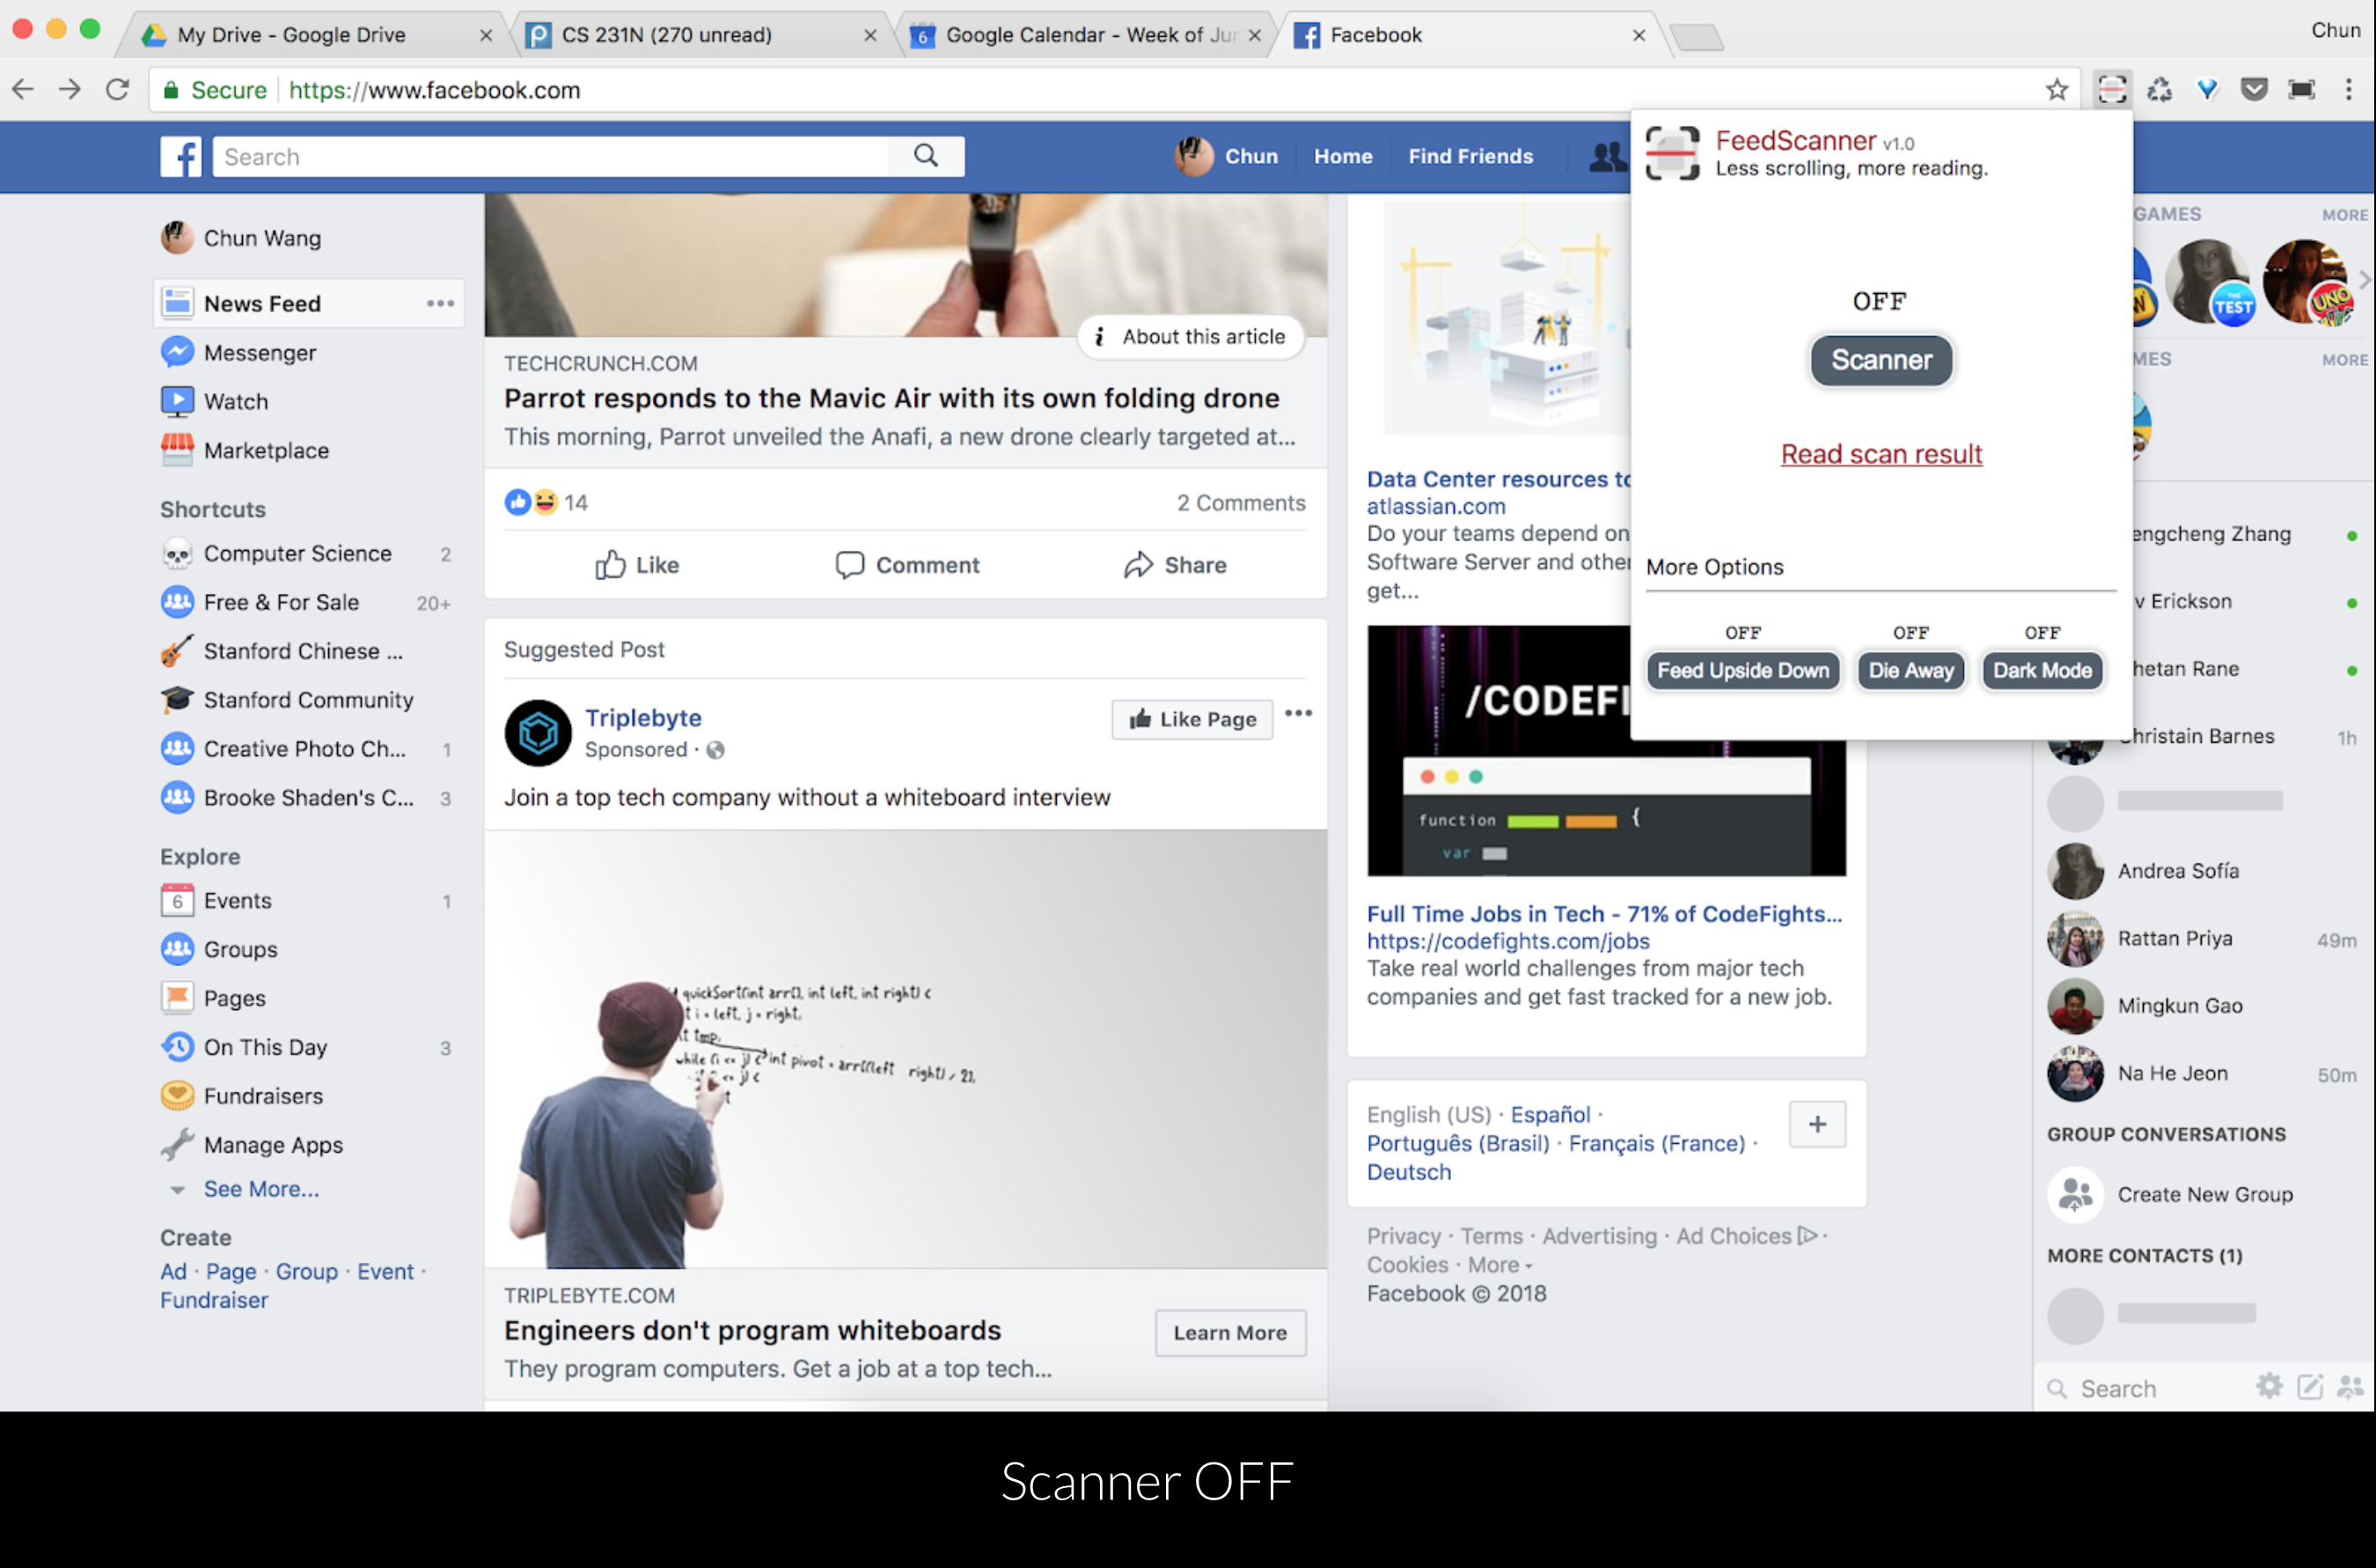 My Drive - Google Drive
CS 231N (270 unread)
Google Calendar - Week of Jun
Facebook
Chun
Secure https://www.facebook.com
Search
Chun
Home
Find Friends
FeedScanner v1.0
Less scrolling, more reading.
OFF
Scanner
Read scan result
More Options
OFF
Feed Upside Down
OFF
Die Away
OFF
Dark Mode
Chun Wang
News Feed
Messenger
Watch
Marketplace
Shortcuts
Computer Science 2
Free & For Sale 20+
Stanford Chinese ...
Stanford Community
Creative Photo Ch... 1
Brooke Shaden's C... 3
Explore
6
Events 1
Groups
Pages
On This Day 3
Fundraisers
Manage Apps
See More...
Create
Ad · Page · Group · Event ·
Fundraiser
About this article
TECHCRUNCH.COM
Parrot responds to the Mavic Air with its own folding drone
This morning, Parrot unveiled the Anafi, a new drone clearly targeted at...
14
2 Comments
Like
Comment
Share
Suggested Post
Triplebyte
Sponsored ·
Like Page
Join a top tech company without a whiteboard interview
quickSort(int arr[], int left, int right) {
t i = left, j = right;
t tmp;
while (i <= j) {
int pivot = arr[(left right) / 2];
TRIPLEBYTE.COM
Engineers don't program whiteboards
They program computers. Get a job at a top tech...
Learn More
Data Center resources to
atlassian.com
Do your teams depend on
Software Server and other
get...
/CODEFI
function {
var
Full Time Jobs in Tech - 71% of CodeFights...
https://codefights.com/jobs
Take real world challenges from major tech
companies and get fast tracked for a new job.
English (US) · Español ·
Português (Brasil) · Français (France) ·
Deutsch
+
Privacy · Terms · Advertising · Ad Choices ·
Cookies · More
Facebook © 2018
GAMES
MORE
THE TEST
UNO
MES
MORE
engcheng Zhang
v Erickson
hetan Rane
Christain Barnes 1h
Andrea Sofía
Rattan Priya 49m
Mingkun Gao
Na He Jeon 50m
GROUP CONVERSATIONS
Create New Group
MORE CONTACTS (1)
Search
Scanner OFF